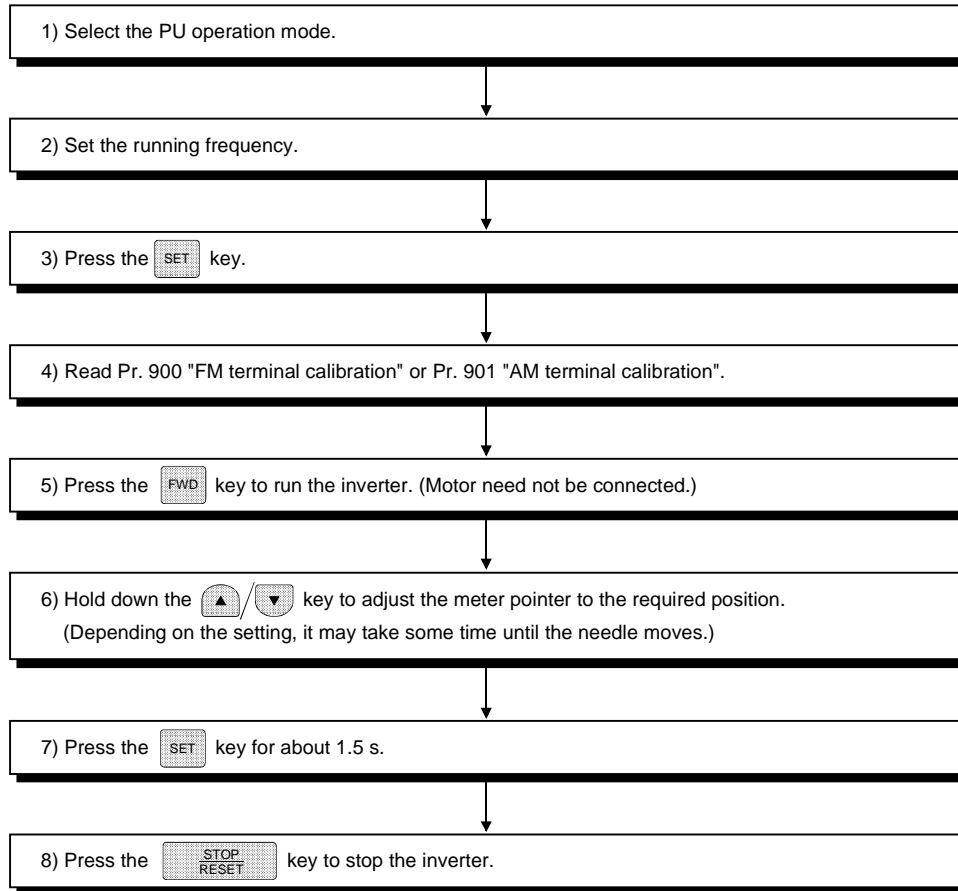 1) Select the PU operation mode.
2) Set the running frequency.
3) Press the SET key.
4) Read Pr. 900 "FM terminal calibration" or Pr. 901 "AM terminal calibration".
5) Press the FWD key to run the inverter. (Motor need not be connected.)
6) Hold down the ▲/▼ key to adjust the meter pointer to the required position.
(Depending on the setting, it may take some time until the needle moves.)
7) Press the SET key for about 1.5 s.
8) Press the STOP RESET key to stop the inverter.